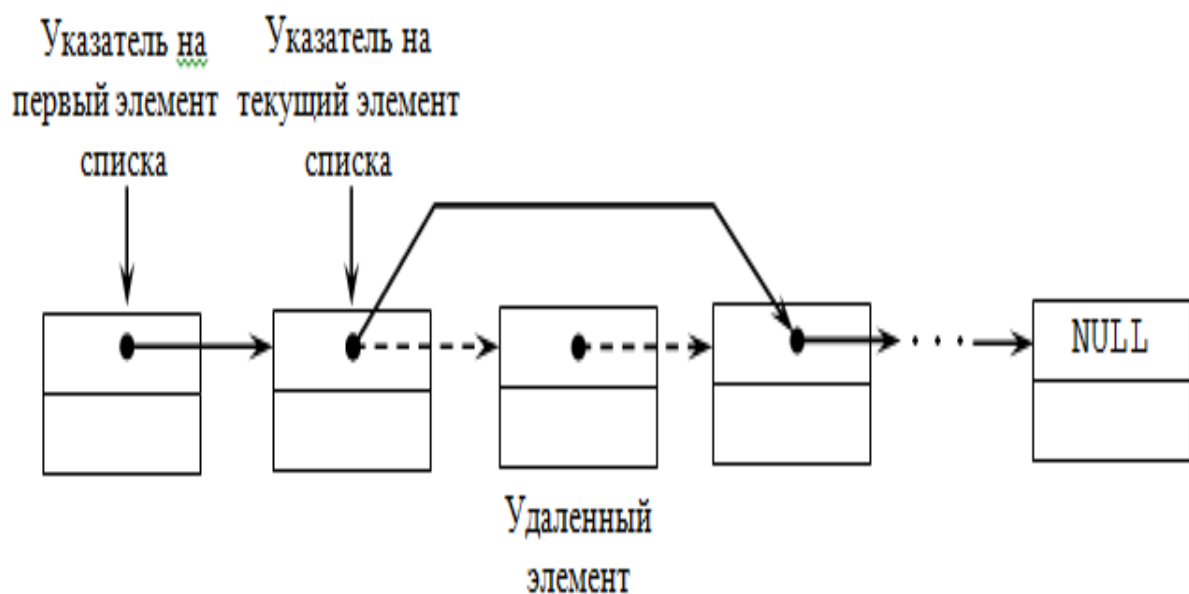 Указатель на
первый элемент
списка
Указатель на
текущий элемент
списка
NULL
Удаленный
элемент